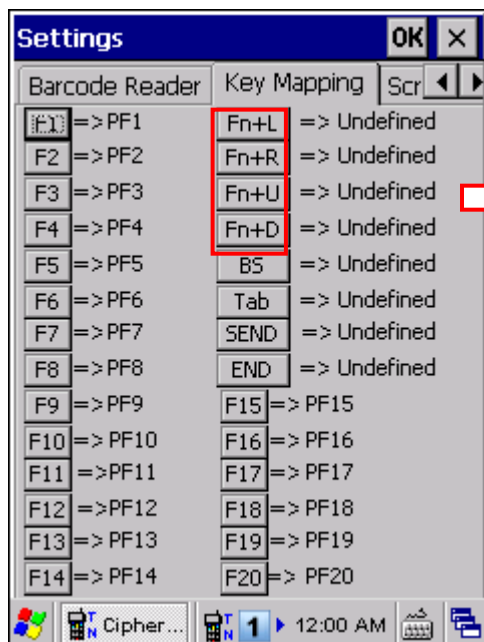 Settings OK ×
Barcode Reader Key Mapping Scr
F1 =>PF1 Fn+L => Undefined
F2 =>PF2 Fn+R => Undefined
F3 =>PF3 Fn+U => Undefined
F4 =>PF4 Fn+D => Undefined
F5 =>PF5 BS => Undefined
F6 =>PF6 Tab => Undefined
F7 =>PF7 SEND => Undefined
F8 =>PF8 END => Undefined
F9 =>PF9 F15 => PF15
F10 =>PF10 F16 => PF16
F11 =>PF11 F17 => PF17
F12 =>PF12 F18 => PF18
F13 =>PF13 F19 => PF19
F14 =>PF14 F20 => PF20
TN Cipher... TN 1 12:00 AM